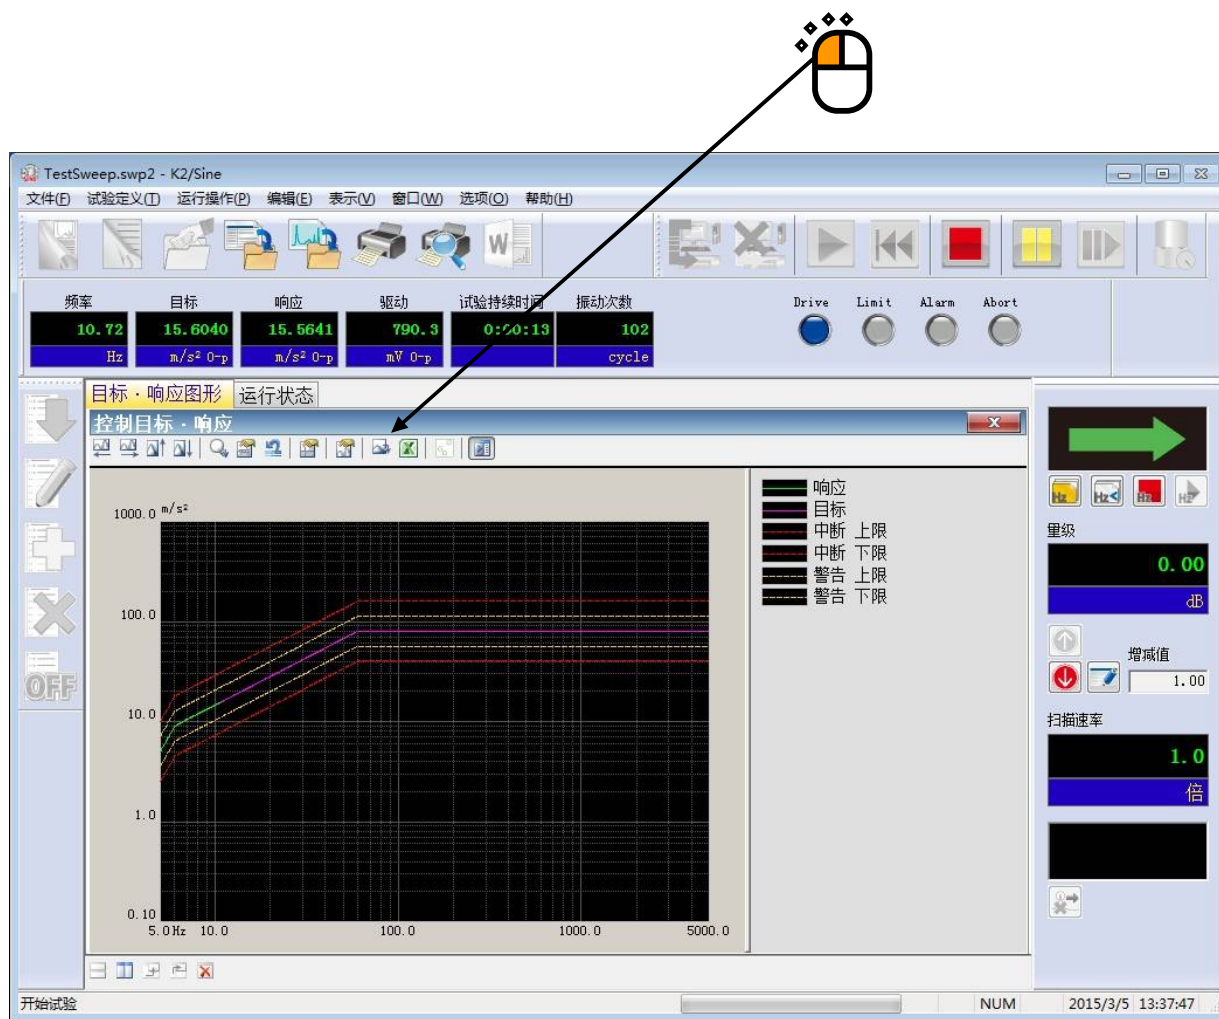 TestSweep.swp2 - K2/Sine
文件(F) 试验定义(T) 运行操作(P) 编辑(E) 表示(V) 窗口(W) 选项(O) 帮助(H)
W
频率 目标 响应 驱动 试验持续时间 振动次数 Drive Limit Alarm Abort
10.72 15.6040 15.5641 790.3 0:00:13 102
Hz m/s² 0-p m/s² 0-p mV 0-p cycle
目标·响应图形 运行状态
控制目标·响应
1000.0 m/s²
100.0
10.0
1.0
0.10
5.0Hz 10.0 100.0 1000.0 5000.0
响应
目标
中断 上限
中断 下限
警告 上限
警告 下限
Hz Hz Hz Hz
量级
0.00
dB
增减值
1.00
扫描速率
1.0
倍
OFF
开始试验 NUM 2015/3/5 13:37:47